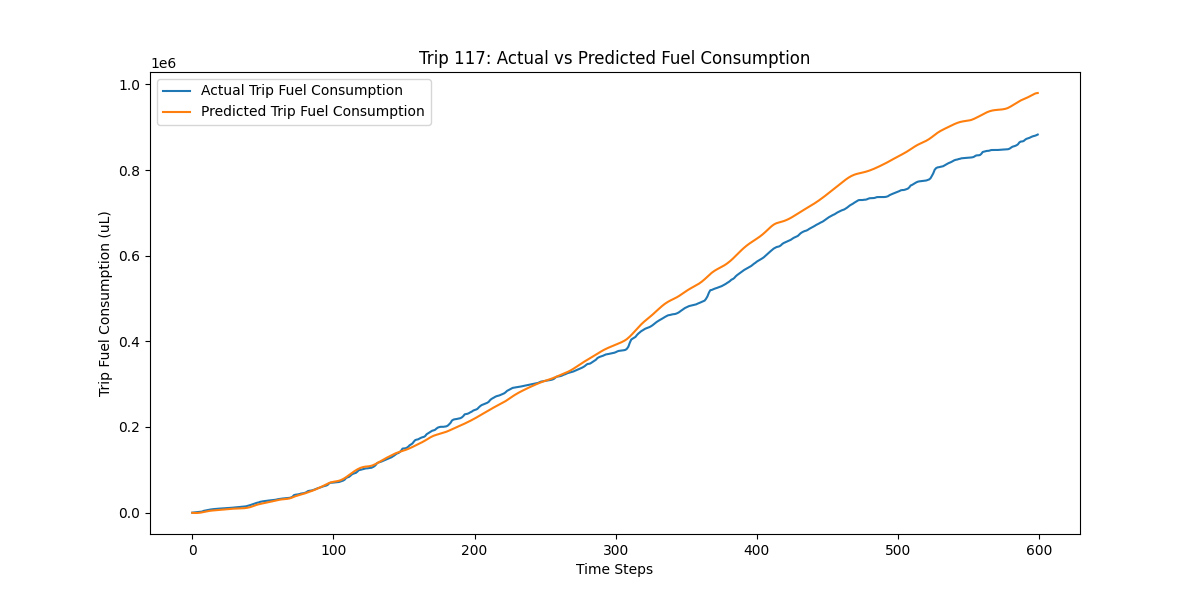 Trip 117: Actual vs Predicted Fuel Consumption
1e6
Actual Trip Fuel Consumption
Predicted Trip Fuel Consumption
1.0
0.8
0.6
0.4
0.2
0.0
Trip Fuel Consumption (uL)
0 100 200 300 400 500 600
Time Steps